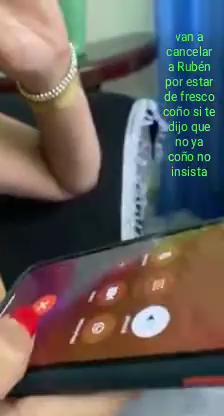 van a
cancelar
a Rubén
por estar
de fresco
coño si te
dijo que
no ya
coño no
insista